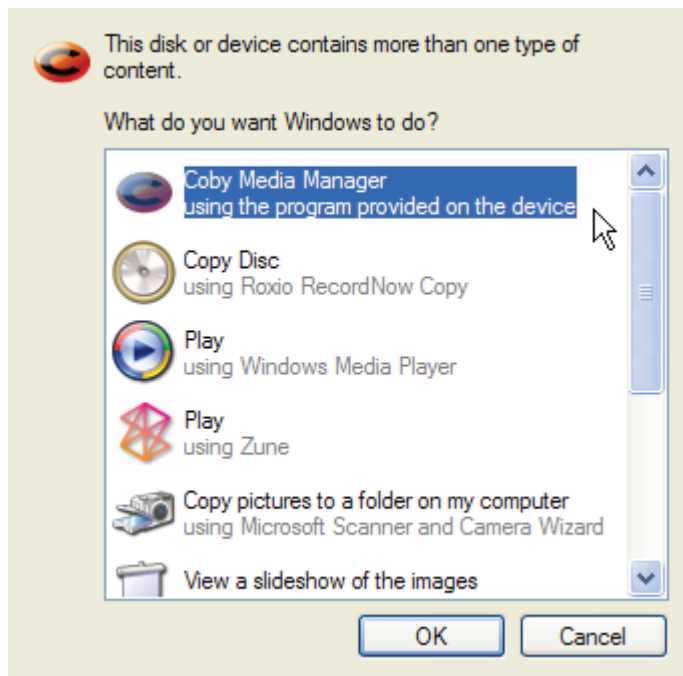 This disk or device contains more than one type of
content.
What do you want Windows to do?
Coby Media Manager
using the program provided on the device
Copy Disc
using Roxio RecordNow Copy
Play
using Windows Media Player
Play
using Zune
Copy pictures to a folder on my computer
using Microsoft Scanner and Camera Wizard
View a slideshow of the images
OK
Cancel